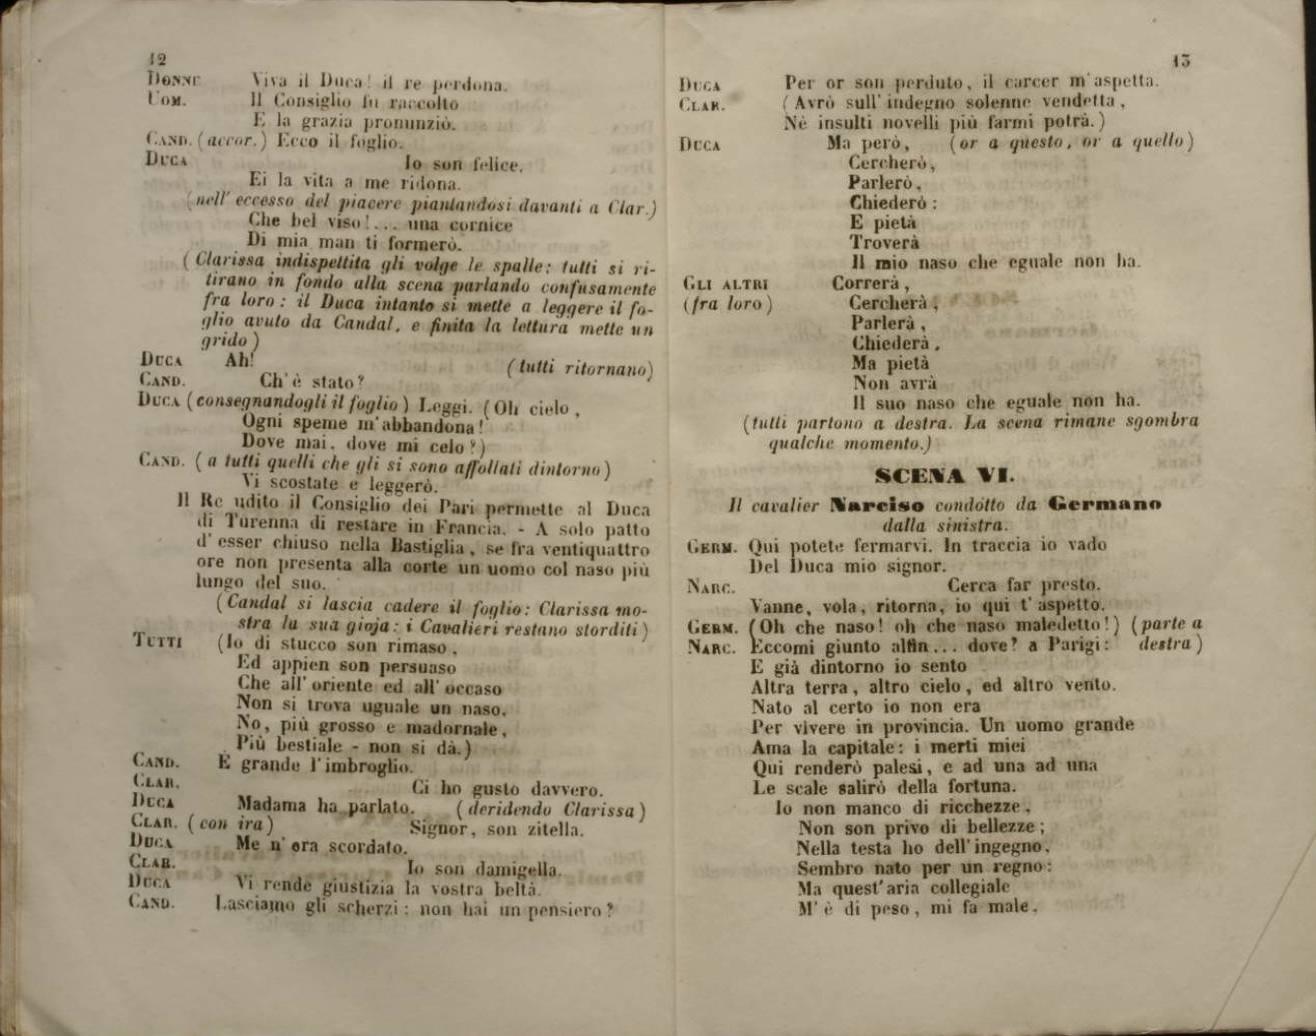 12
DONNE Viva il Duca! il re perdona.
UOM. Il Consiglio fu raccolto
E la grazia pronunziò.
CAND. (accor.) Ecco il foglio.
DUCA Io son felice.
Ei la vita a me ridona.
(nell' eccesso del piacere piantandosi davanti a Clar.)
Che bel viso!... una cornice
Di mia man ti formerò.
(Clarissa indispettita gli volge le spalle; tutti si ri-
tirano in fondo alla scena parlando confusamente
fra loro: il Duca intanto si mette a leggere il fo-
glio avuto da Candal, e finita la lettura mette un
grido)
DUCA Ah! (tutti ritornano)
CAND. Ch'è stato?
DUCA (consegnandogli il foglio) Leggi. (Oh cielo,
Ogni speme m'abbandona!
Dove mai, dove mi celo?)
CAND. (a tutti quelli che gli si sono affollati dintorno)
Vi scostate e leggerò.
Il Re udito il Consiglio dei Pari permette al Duca
di Turenna di restare in Francia. - A solo patto
d' esser chiuso nella Bastiglia, se fra ventiquattro
ore non presenta alla corte un uomo col naso più
lungo del suo.
(Candal si lascia cadere il foglio: Clarissa mo-
stra la sua gioja: i Cavalieri restano storditi)
TUTTI (Io di stucco son rimaso,
Ed appien son persuaso
Che all' oriente ed all' occaso
Non si trova uguale un naso,
No, più grosso e madornale,
Più bestiale - non si dà.)
CAND. È grande l'imbroglio.
CLAR. Ci ho gusto davvero.
DUCA Madama ha parlato. (deridendo Clarissa)
CLAR. (con ira) Signor, son zitella.
DUCA Me n' era scordato.
CLAR. Io son damigella.
DUCA Vi rende giustizia la vostra beltà.
CAND. Lasciamo gli scherzi: non hai un pensiero?
13
DUCA Per or son perduto, il carcer m'aspetta.
CLAR. (Avrò sull' indegno solenne vendetta,
Nè insulti novelli più farmi potrà.)
DUCA Ma però, (or a questo, or a quello)
Cercherò,
Parlerò,
Chiederò:
E pietà
Troverà
Il mio naso che eguale non ha.
GLI ALTRI Correrà,
(fra loro) Cercherà,
Parlerà,
Chiederà,
Ma pietà
Non avrà
Il suo naso che eguale non ha.
(tutti partono a destra. La scena rimane sgombra
qualche momento.)
SCENA VI.
Il cavalier Narciso condotto da Germano
dalla sinistra.
GERM. Qui potete fermarvi. In traccia io vado
Del Duca mio signor.
NARC. Cerca far presto.
Vanne, vola, ritorna, io qui t' aspetto.
GERM. (Oh che naso! oh che naso maledetto!) (parte a
NARC. Eccomi giunto alfin... dove? a Parigi: destra)
E già dintorno io sento
Altra terra, altro cielo, ed altro vento.
Nato al certo io non era
Per vivere in provincia. Un uomo grande
Ama la capitale: i merti miei
Qui renderò palesi, e ad una ad una
Le scale salirò della fortuna.
Io non manco di ricchezze,
Non son privo di bellezze;
Nella testa ho dell' ingegno,
Sembro nato per un regno:
Ma quest' aria collegiale
M' è di peso, mi fa male.